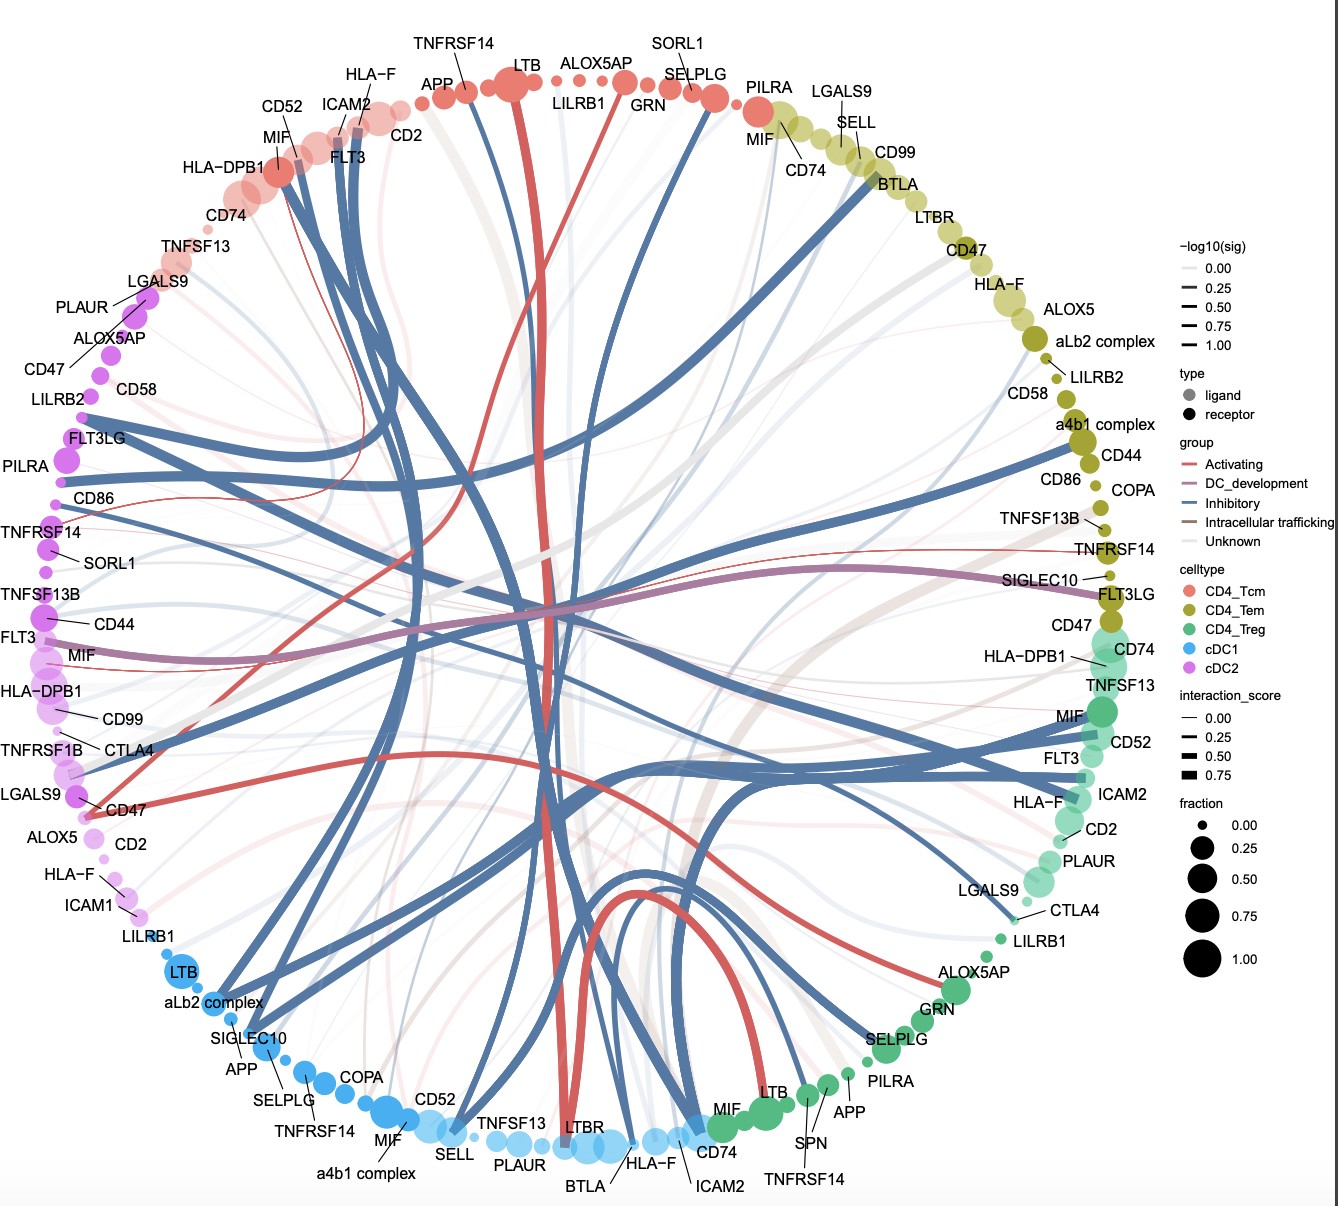 TNFRSF14
SORL1
LTB
ALOX5AP
HLA−F
APP
SELPLG
PILRA
LGALS9
CD52
ICAM2
LILRB1
GRN
SELL
MIF
FLT3
CD2
MIF
CD74
CD99
HLA−DPB1
BTLA
CD74
LTBR
TNFSF13
CD47
LGALS9
HLA−F
PLAUR
ALOX5
ALOX5AP
aLb2 complex
CD47
LILRB2
CD58
CD58
LILRB2
a4b1 complex
FLT3LG
CD44
PILRA
CD86
CD86
COPA
TNFSF13B
TNFRSF14
TNFRSF14
SORL1
SIGLEC10
TNFSF13B
FLT3LG
CD44
CD47
FLT3
CD74
MIF
HLA−DPB1
HLA−DPB1
TNFSF13
CD99
MIF
CTLA4
CD52
TNFRSF1B
FLT3
LGALS9
ICAM2
CD47
HLA−F
ALOX5
CD2
CD2
PLAUR
HLA−F
LGALS9
ICAM1
CTLA4
LILRB1
LILRB1
LTB
ALOX5AP
aLb2 complex
GRN
SIGLEC10
SELPLG
APP
PILRA
COPA
SELPLG
CD52
LTB
TNFRSF14
MIF
APP
MIF
TNFSF13
LTBR
SPN
SELL
CD74
a4b1 complex
PLAUR
HLA−F
TNFRSF14
BTLA
ICAM2
−log10(sig)
0.00
0.25
0.50
0.75
1.00
type
ligand
receptor
group
Activating
DC_development
Inhibitory
Intracellular trafficking
Unknown
celltype
CD4_Tcm
CD4_Tem
CD4_Treg
cDC1
cDC2
interaction_score
0.00
0.25
0.50
0.75
fraction
0.00
0.25
0.50
0.75
1.00